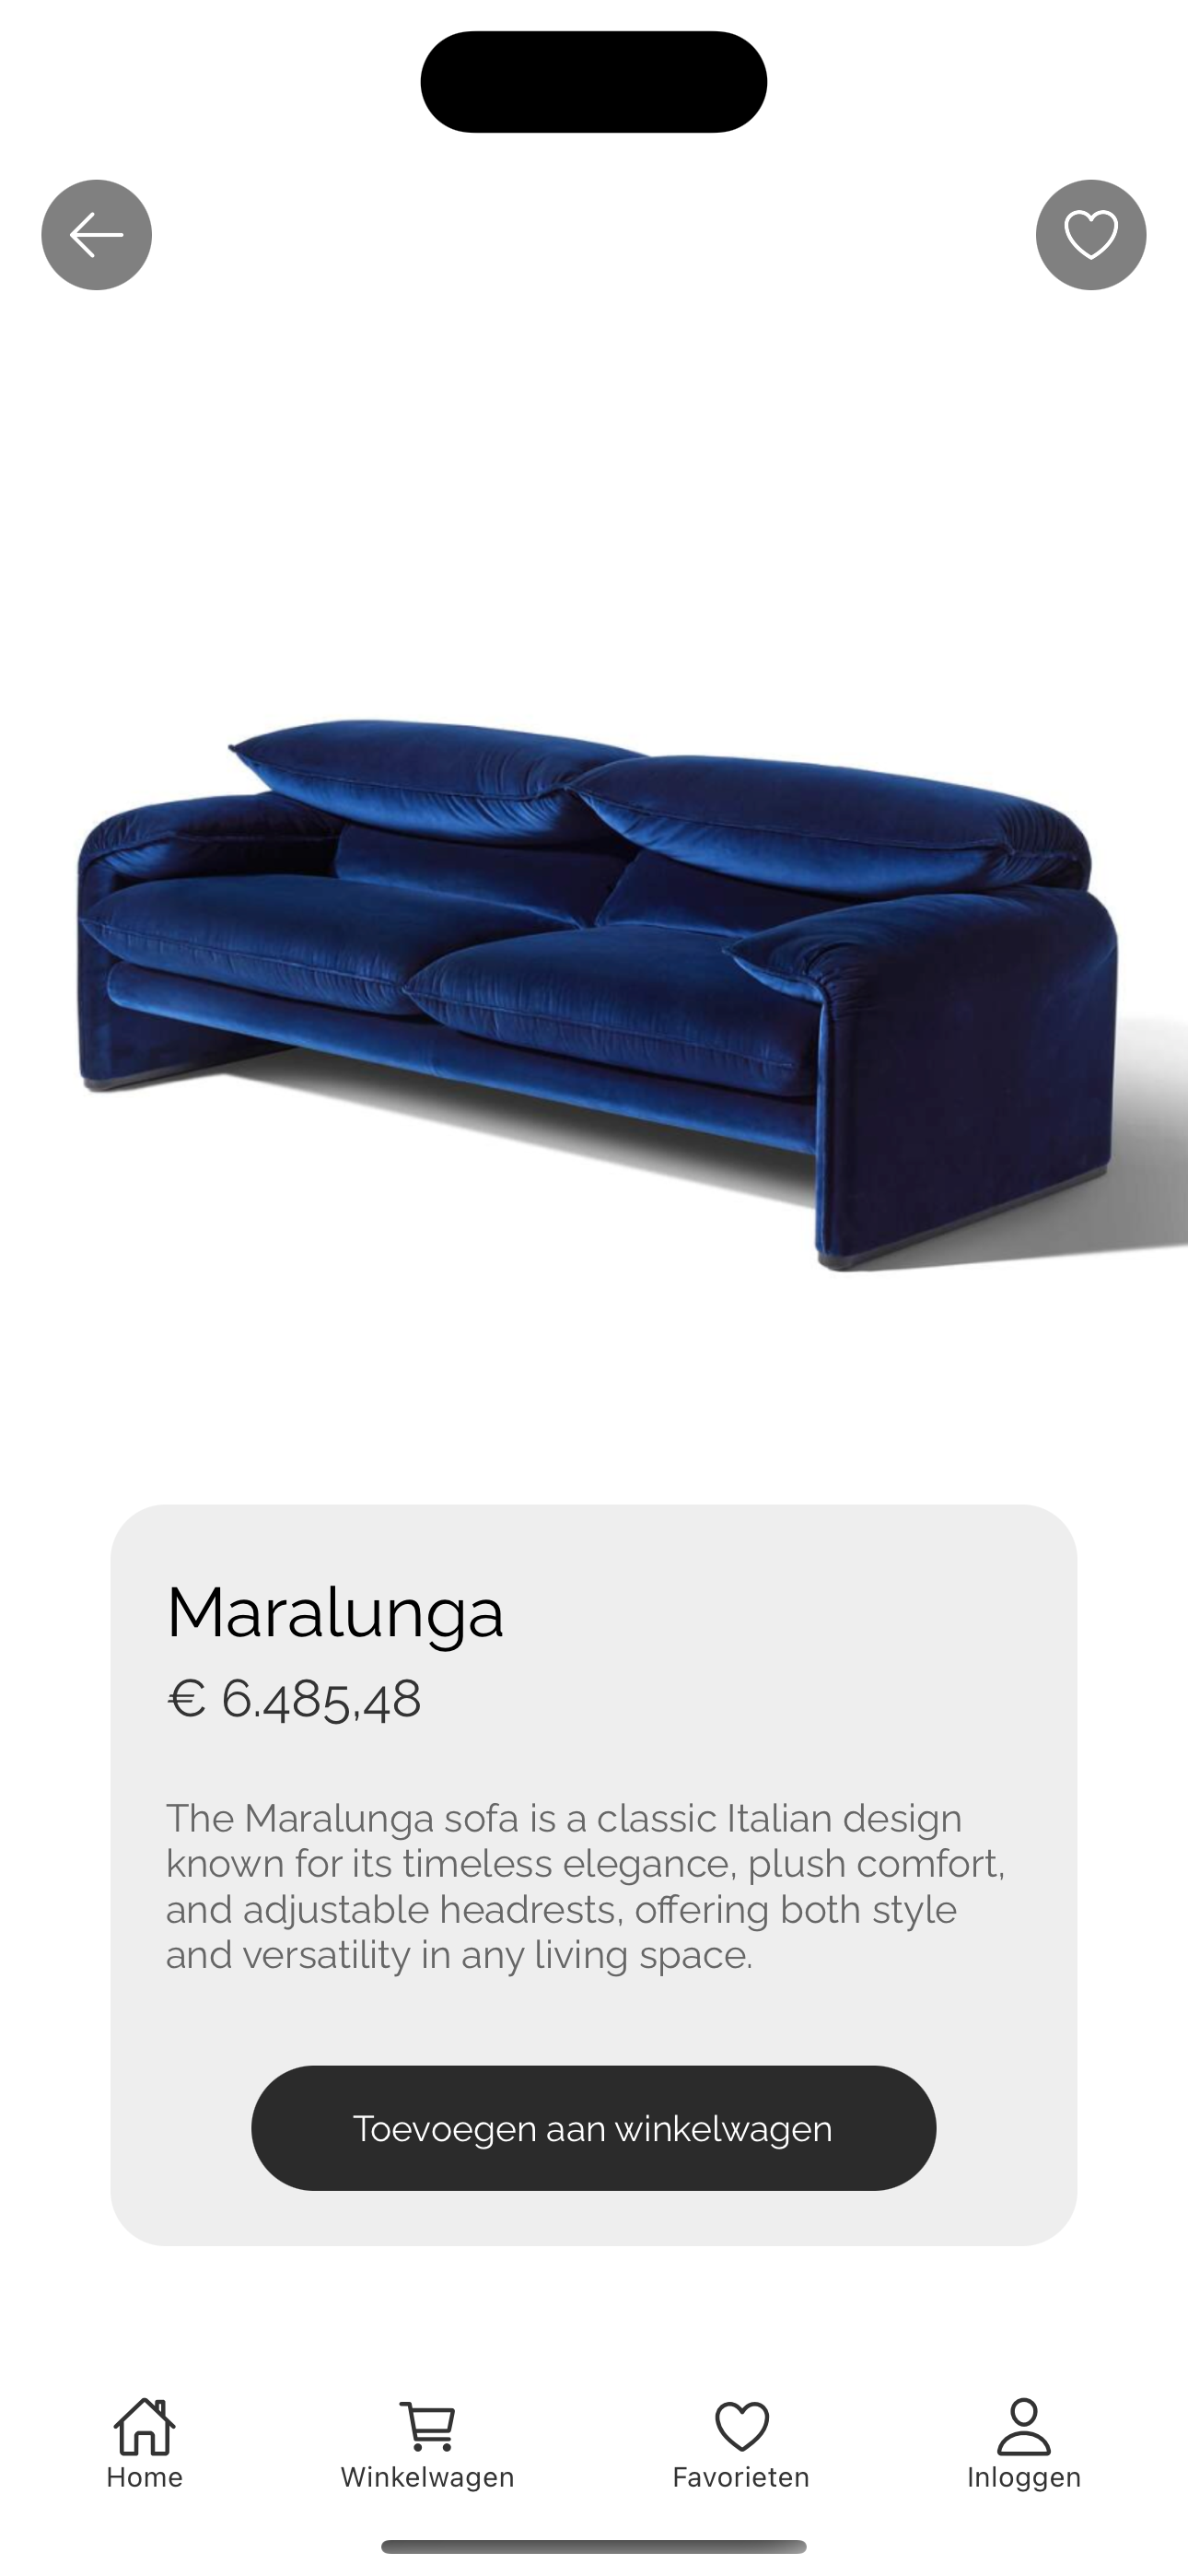 Maralunga
€ 6.485,48
The Maralunga sofa is a classic Italian design
known for its timeless elegance, plush comfort,
and adjustable headrests, offering both style
and versatility in any living space.
Toevoegen aan winkelwagen
Home
Winkelwagen
Favorieten
Inloggen